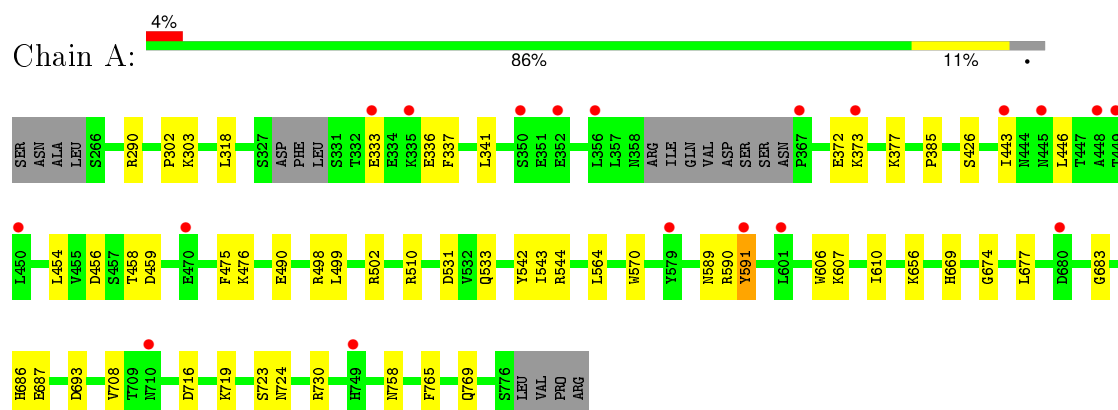 4%
Chain A:
86% 11% •
SER ASN ALA LEU S266 R290 P302 K303 L318 S327 ASP PHE LEU S331 T332 E333 E334 K335 E336 F337 L341 S350 E351 E352 L356 L357 N358 ARG ILE GLN VAL ASP SER SER ASN P367 E372 K373 K377 P385 S426 I443 N444 N445 L446 T447 A448 T449
L450 L454 V455 D456 S457 T458 D459 E470 F475 K476 E490 R498 L499 R502 R510 D531 V532 Q533 Y542 I543 R544 L564 W570 Y579 N589 R590 Y591 L601 W606 K607 I610 K656 H669 G674 L677 D680 G683
H686 E687 D693 V708 T709 N710 D716 K719 S723 N724 R730 H749 N758 F765 Q769 S776 LEU VAL PRO ARG